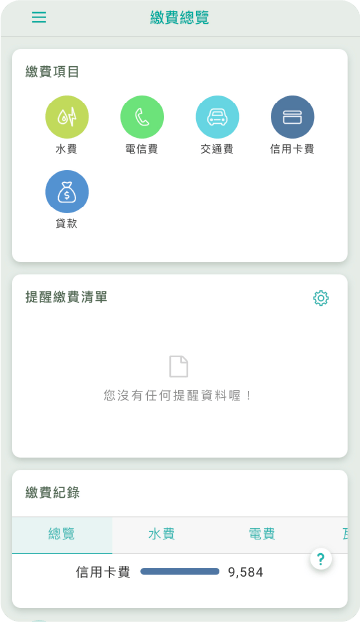 繳費總覽
繳費項目
水費
電信費
交通費
信用卡費
貸款
提醒繳費清單
您沒有任何提醒資料喔！
繳費紀錄
總覽 水費 電費
信用卡費 9,584
?